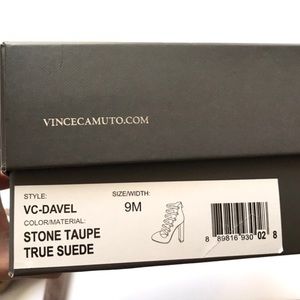 VINCECAMUTO.COM
STYLE: SIZE/WIDTH:
VC-DAVEL 9M
COLOR/MATERIAL:
STONE TAUPE
TRUE SUEDE
8 89816 930 02 8 8